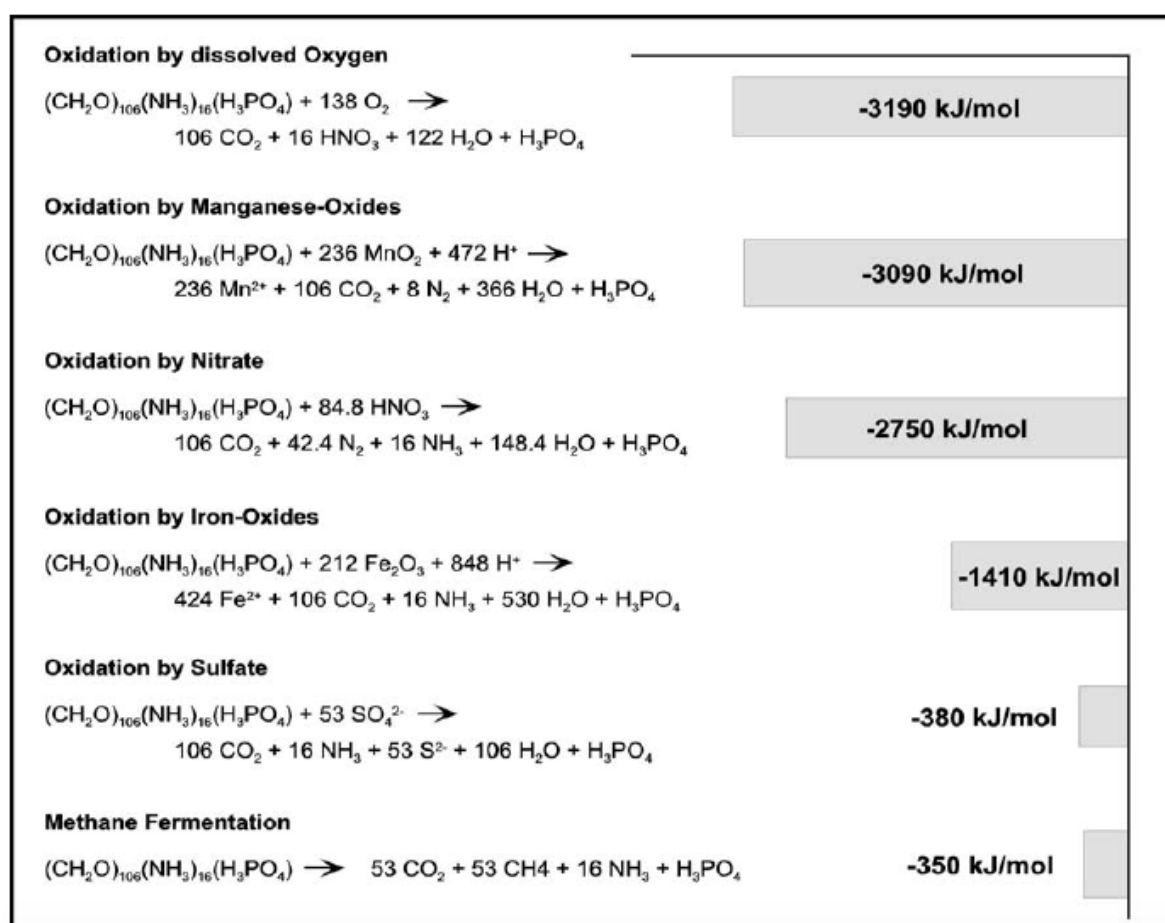 Oxidation by dissolved Oxygen
(CH₂O)₁₀₆(NH₃)₁₆(H₃PO₄) + 138 O₂ →
106 CO₂ + 16 HNO₃ + 122 H₂O + H₃PO₄
-3190 kJ/mol
Oxidation by Manganese-Oxides
(CH₂O)₁₀₆(NH₃)₁₆(H₃PO₄) + 236 MnO₂ + 472 H⁺ →
236 Mn²⁺ + 106 CO₂ + 8 N₂ + 366 H₂O + H₃PO₄
-3090 kJ/mol
Oxidation by Nitrate
(CH₂O)₁₀₆(NH₃)₁₆(H₃PO₄) + 84.8 HNO₃ →
106 CO₂ + 42.4 N₂ + 16 NH₃ + 148.4 H₂O + H₃PO₄
-2750 kJ/mol
Oxidation by Iron-Oxides
(CH₂O)₁₀₆(NH₃)₁₆(H₃PO₄) + 212 Fe₂O₃ + 848 H⁺ →
424 Fe²⁺ + 106 CO₂ + 16 NH₃ + 530 H₂O + H₃PO₄
-1410 kJ/mol
Oxidation by Sulfate
(CH₂O)₁₀₆(NH₃)₁₆(H₃PO₄) + 53 SO₄²⁻ →
106 CO₂ + 16 NH₃ + 53 S²⁻ + 106 H₂O + H₃PO₄
-380 kJ/mol
Methane Fermentation
(CH₂O)₁₀₆(NH₃)₁₆(H₃PO₄) → 53 CO₂ + 53 CH4 + 16 NH₃ + H₃PO₄
-350 kJ/mol